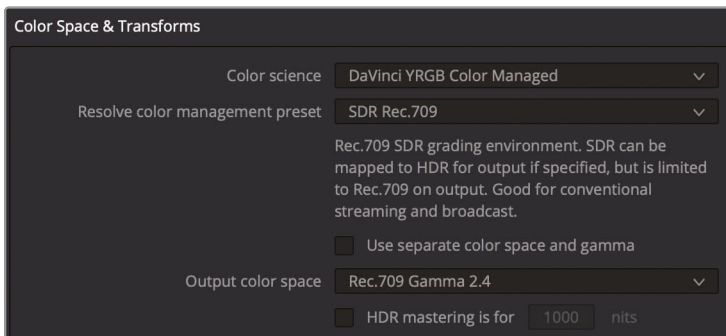 Color Space & Transforms
Color science DaVinci YRGB Color Managed
Resolve color management preset SDR Rec.709
Rec.709 SDR grading environment. SDR can be
mapped to HDR for output if specified, but is limited
to Rec.709 on output. Good for conventional
streaming and broadcast.
Use separate color space and gamma
Output color space Rec.709 Gamma 2.4
HDR mastering is for 1000 nits